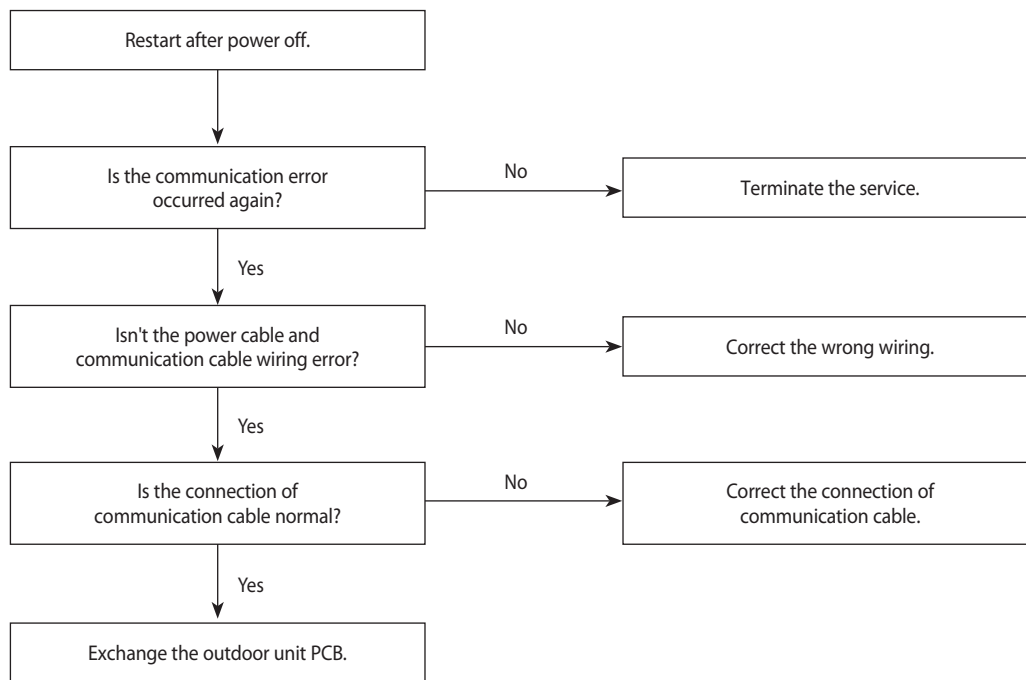 Restart after power off.
Is the communication error
occurred again?
No
Terminate the service.
Yes
Isn't the power cable and
communication cable wiring error?
No
Correct the wrong wiring.
Yes
Is the connection of
communication cable normal?
No
Correct the connection of
communication cable.
Yes
Exchange the outdoor unit PCB.